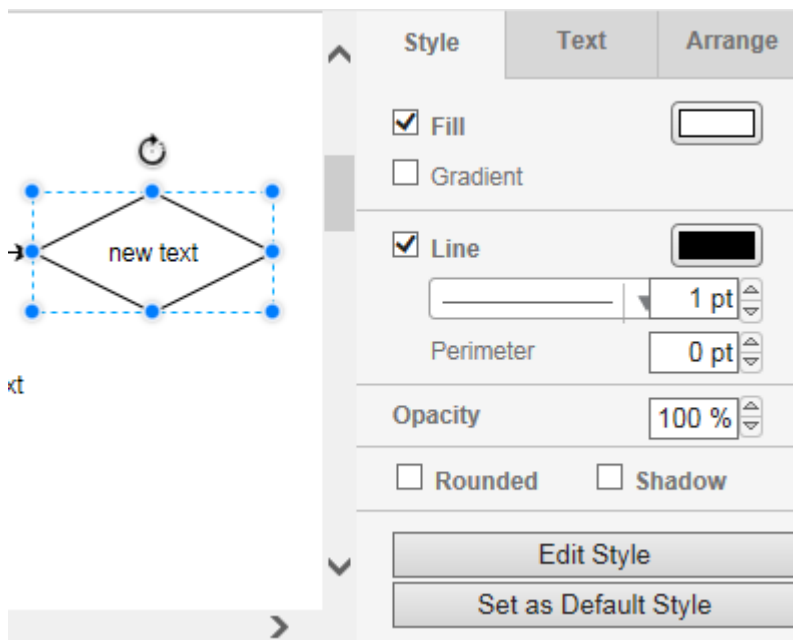 Style Text Arrange
Fill
Gradient
new text
Line
1 pt
Perimeter 0 pt
xt
Opacity 100 %
Rounded Shadow
Edit Style
Set as Default Style